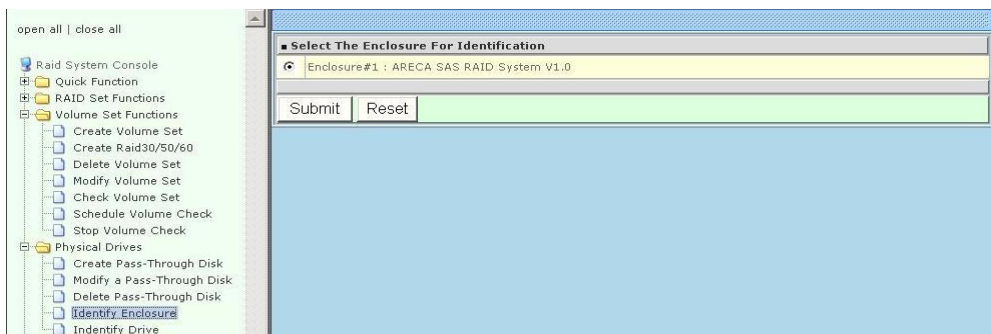 open all | close all
Raid System Console
Quick Function
RAID Set Functions
Volume Set Functions
Create Volume Set
Create Raid30/50/60
Delete Volume Set
Modify Volume Set
Check Volume Set
Schedule Volume Check
Stop Volume Check
Physical Drives
Create Pass-Through Disk
Modify a Pass-Through Disk
Delete Pass-Through Disk
Identify Enclosure
Indentify Drive
Select The Enclosure For Identification
Enclosure#1 : ARECA SAS RAID System V1.0
Submit Reset